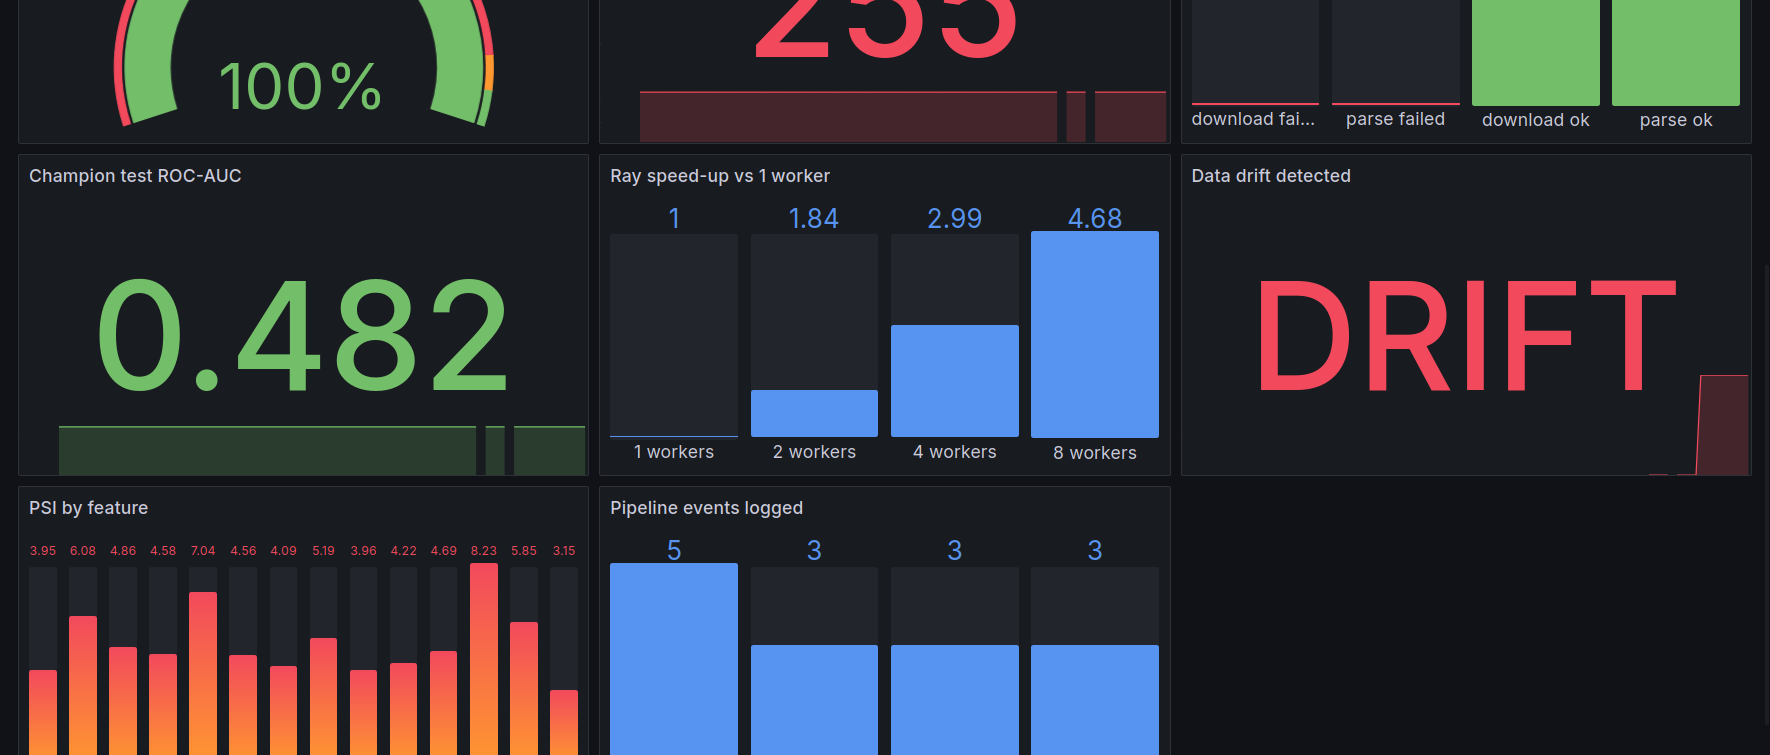 100%
255
download fai...
parse failed
download ok
parse ok
Champion test ROC-AUC
0.482
Ray speed-up vs 1 worker
1
1.84
2.99
4.68
1 workers
2 workers
4 workers
8 workers
Data drift detected
DRIFT
PSI by feature
3.95 6.08 4.86 4.58 7.04 4.56 4.09 5.19 3.96 4.22 4.69 8.23 5.85 3.15
Pipeline events logged
5
3
3
3